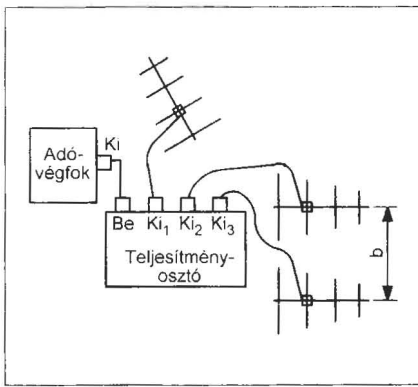 Ki
Adó-
végfok
Be Ki1 Ki2 Ki3
Teljesítmény-
osztó
b